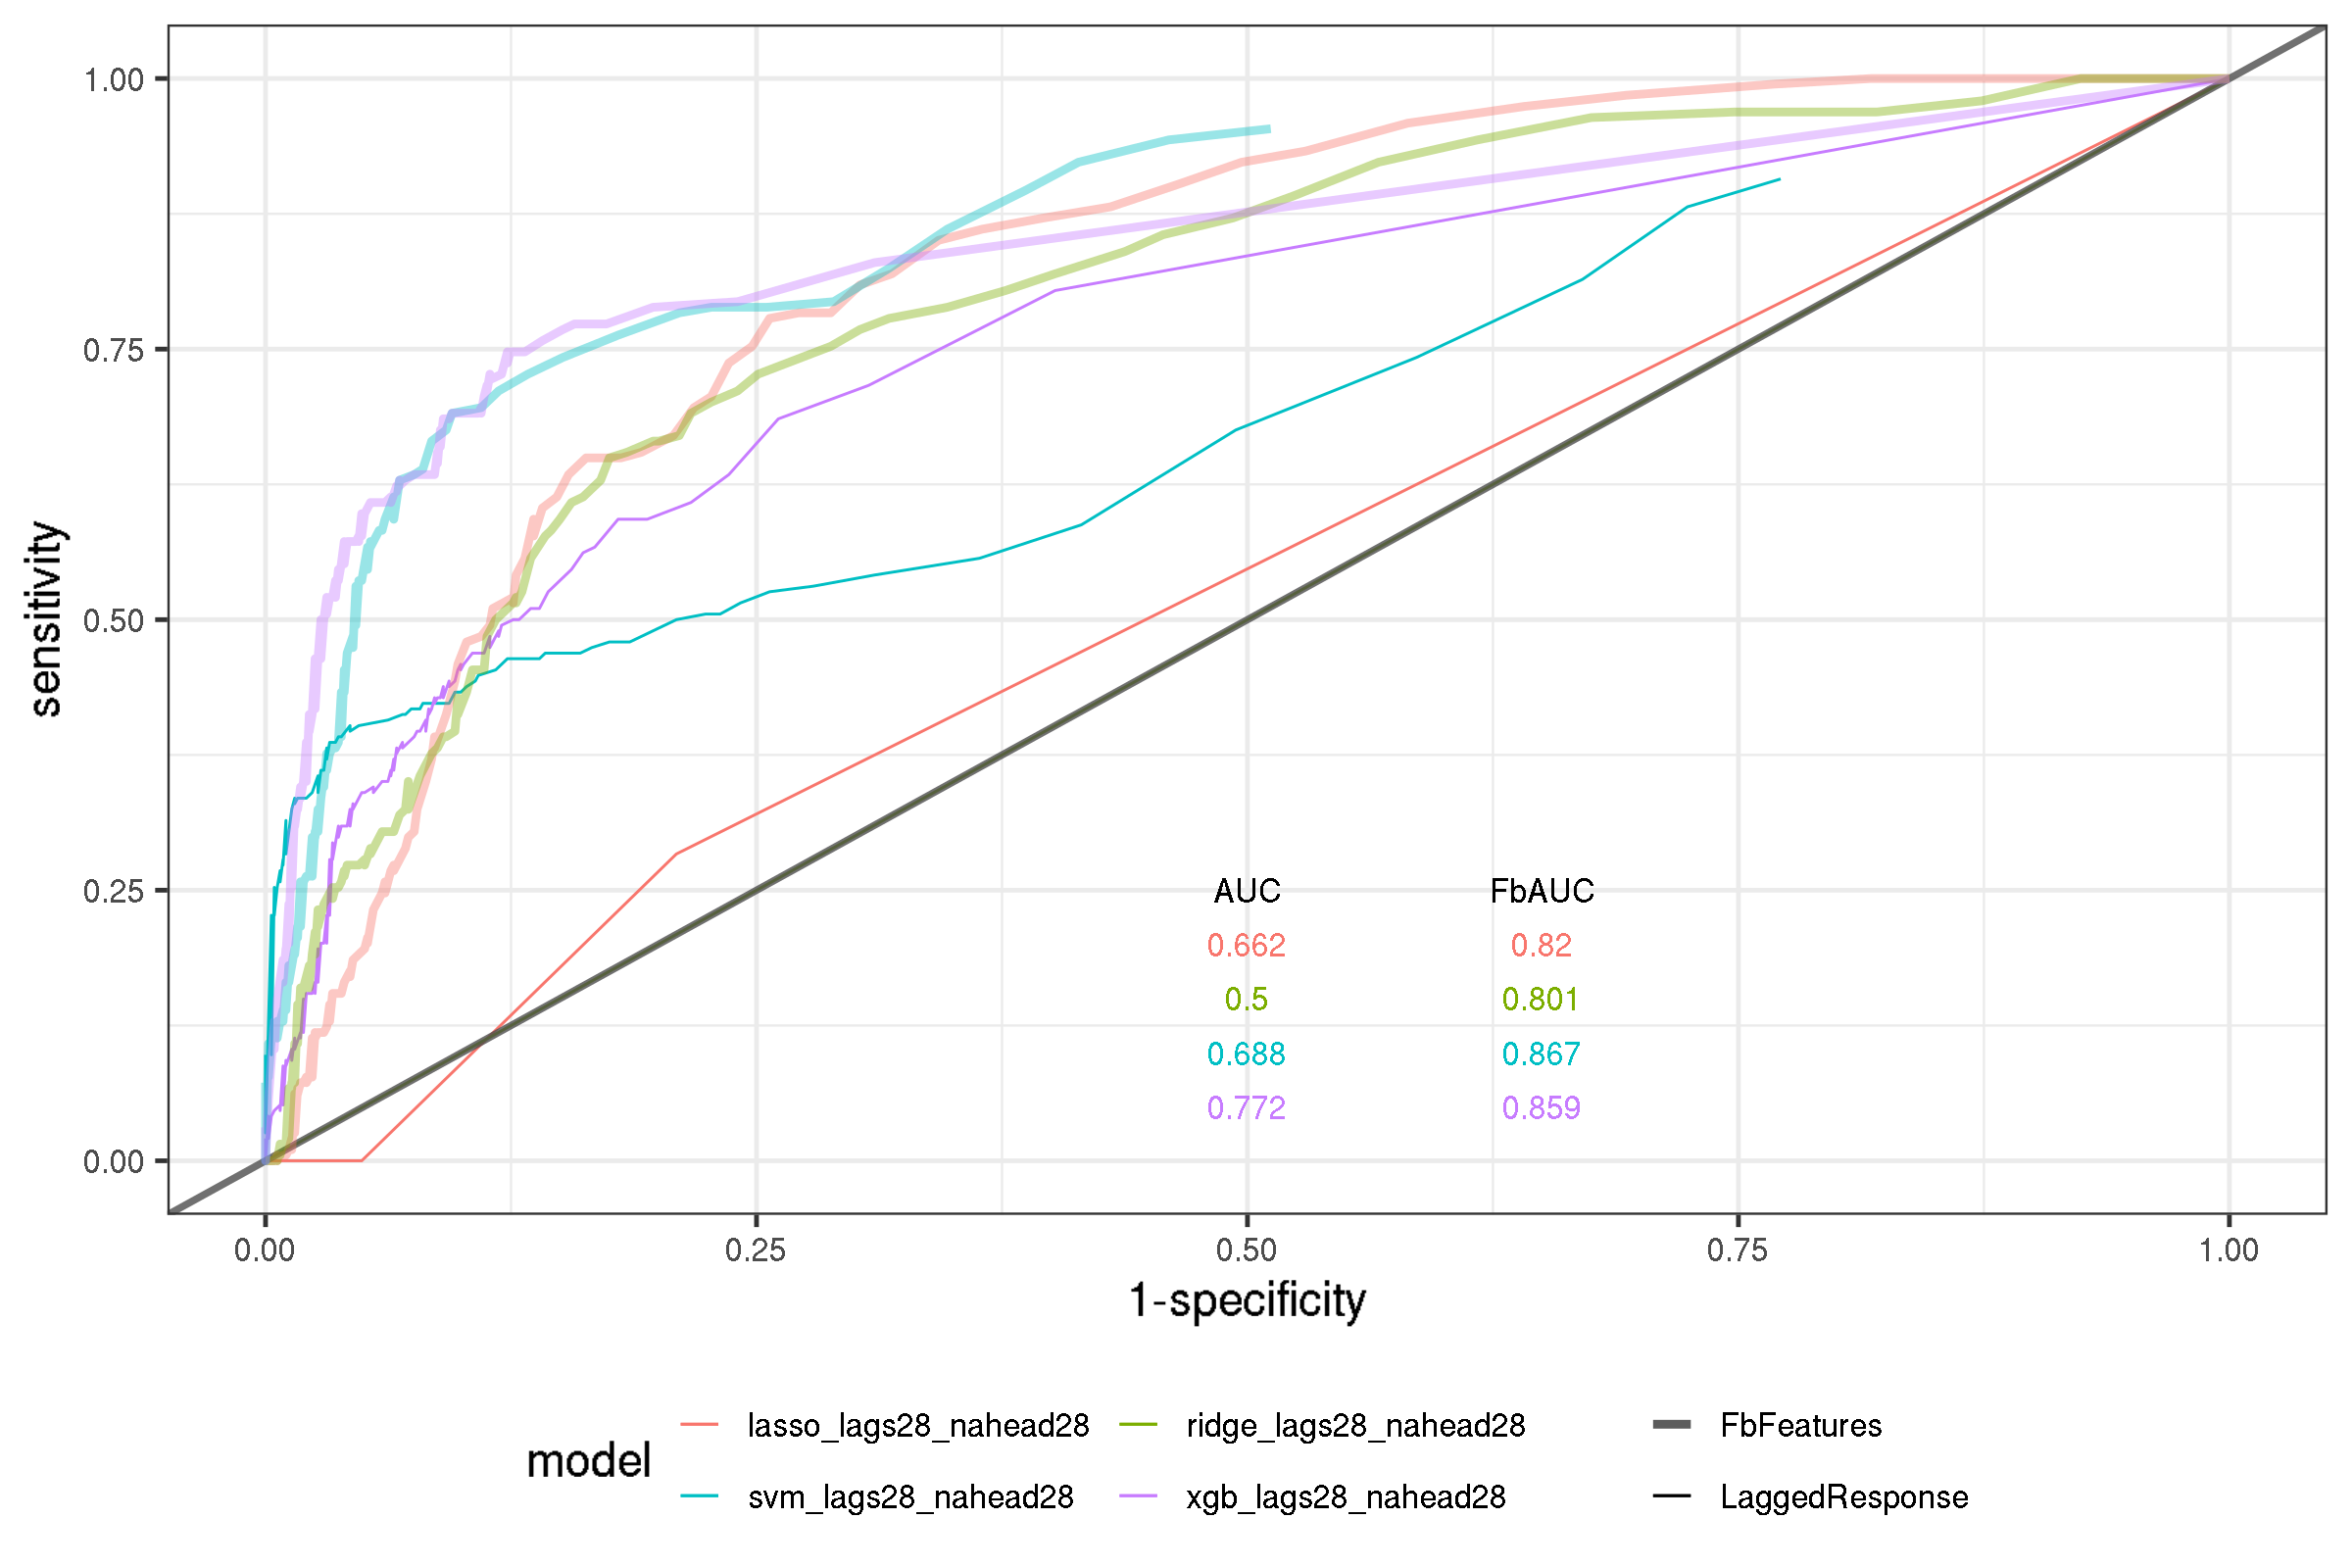 1.00
0.75
0.50
0.25
0.00
sensitivity
AUC FbAUC
0.662 0.82
0.5 0.801
0.688 0.867
0.772 0.859
0.00 0.25 0.50 0.75 1.00
1-specificity
model
lasso_lags28_nahead28 ridge_lags28_nahead28 FbFeatures
svm_lags28_nahead28 xgb_lags28_nahead28 LaggedResponse